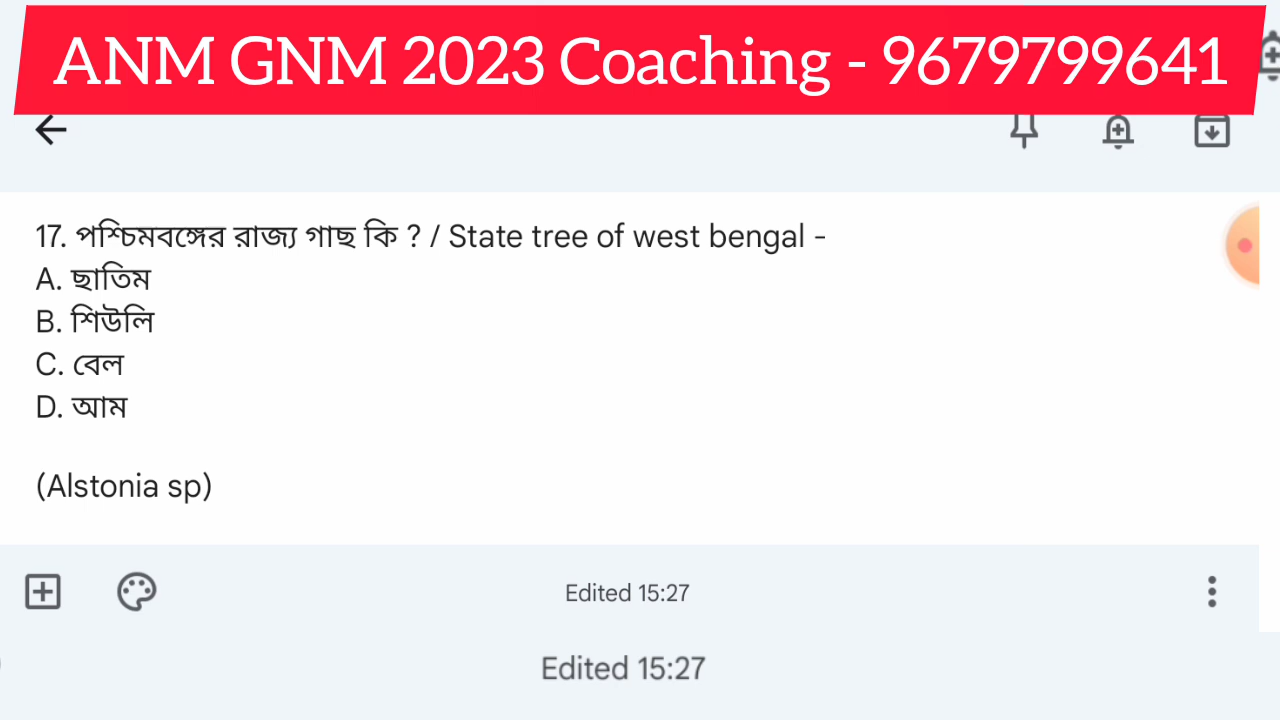 ANM GNM 2023 Coaching - 9679799641
17. পশ্চিমবঙ্গের রাজ্য গাছ কি ? / State tree of west bengal -
A. ছাতিম
B. শিউলি
C. বেল
D. আম
(Alstonia sp)
Edited 15:27
Edited 15:27